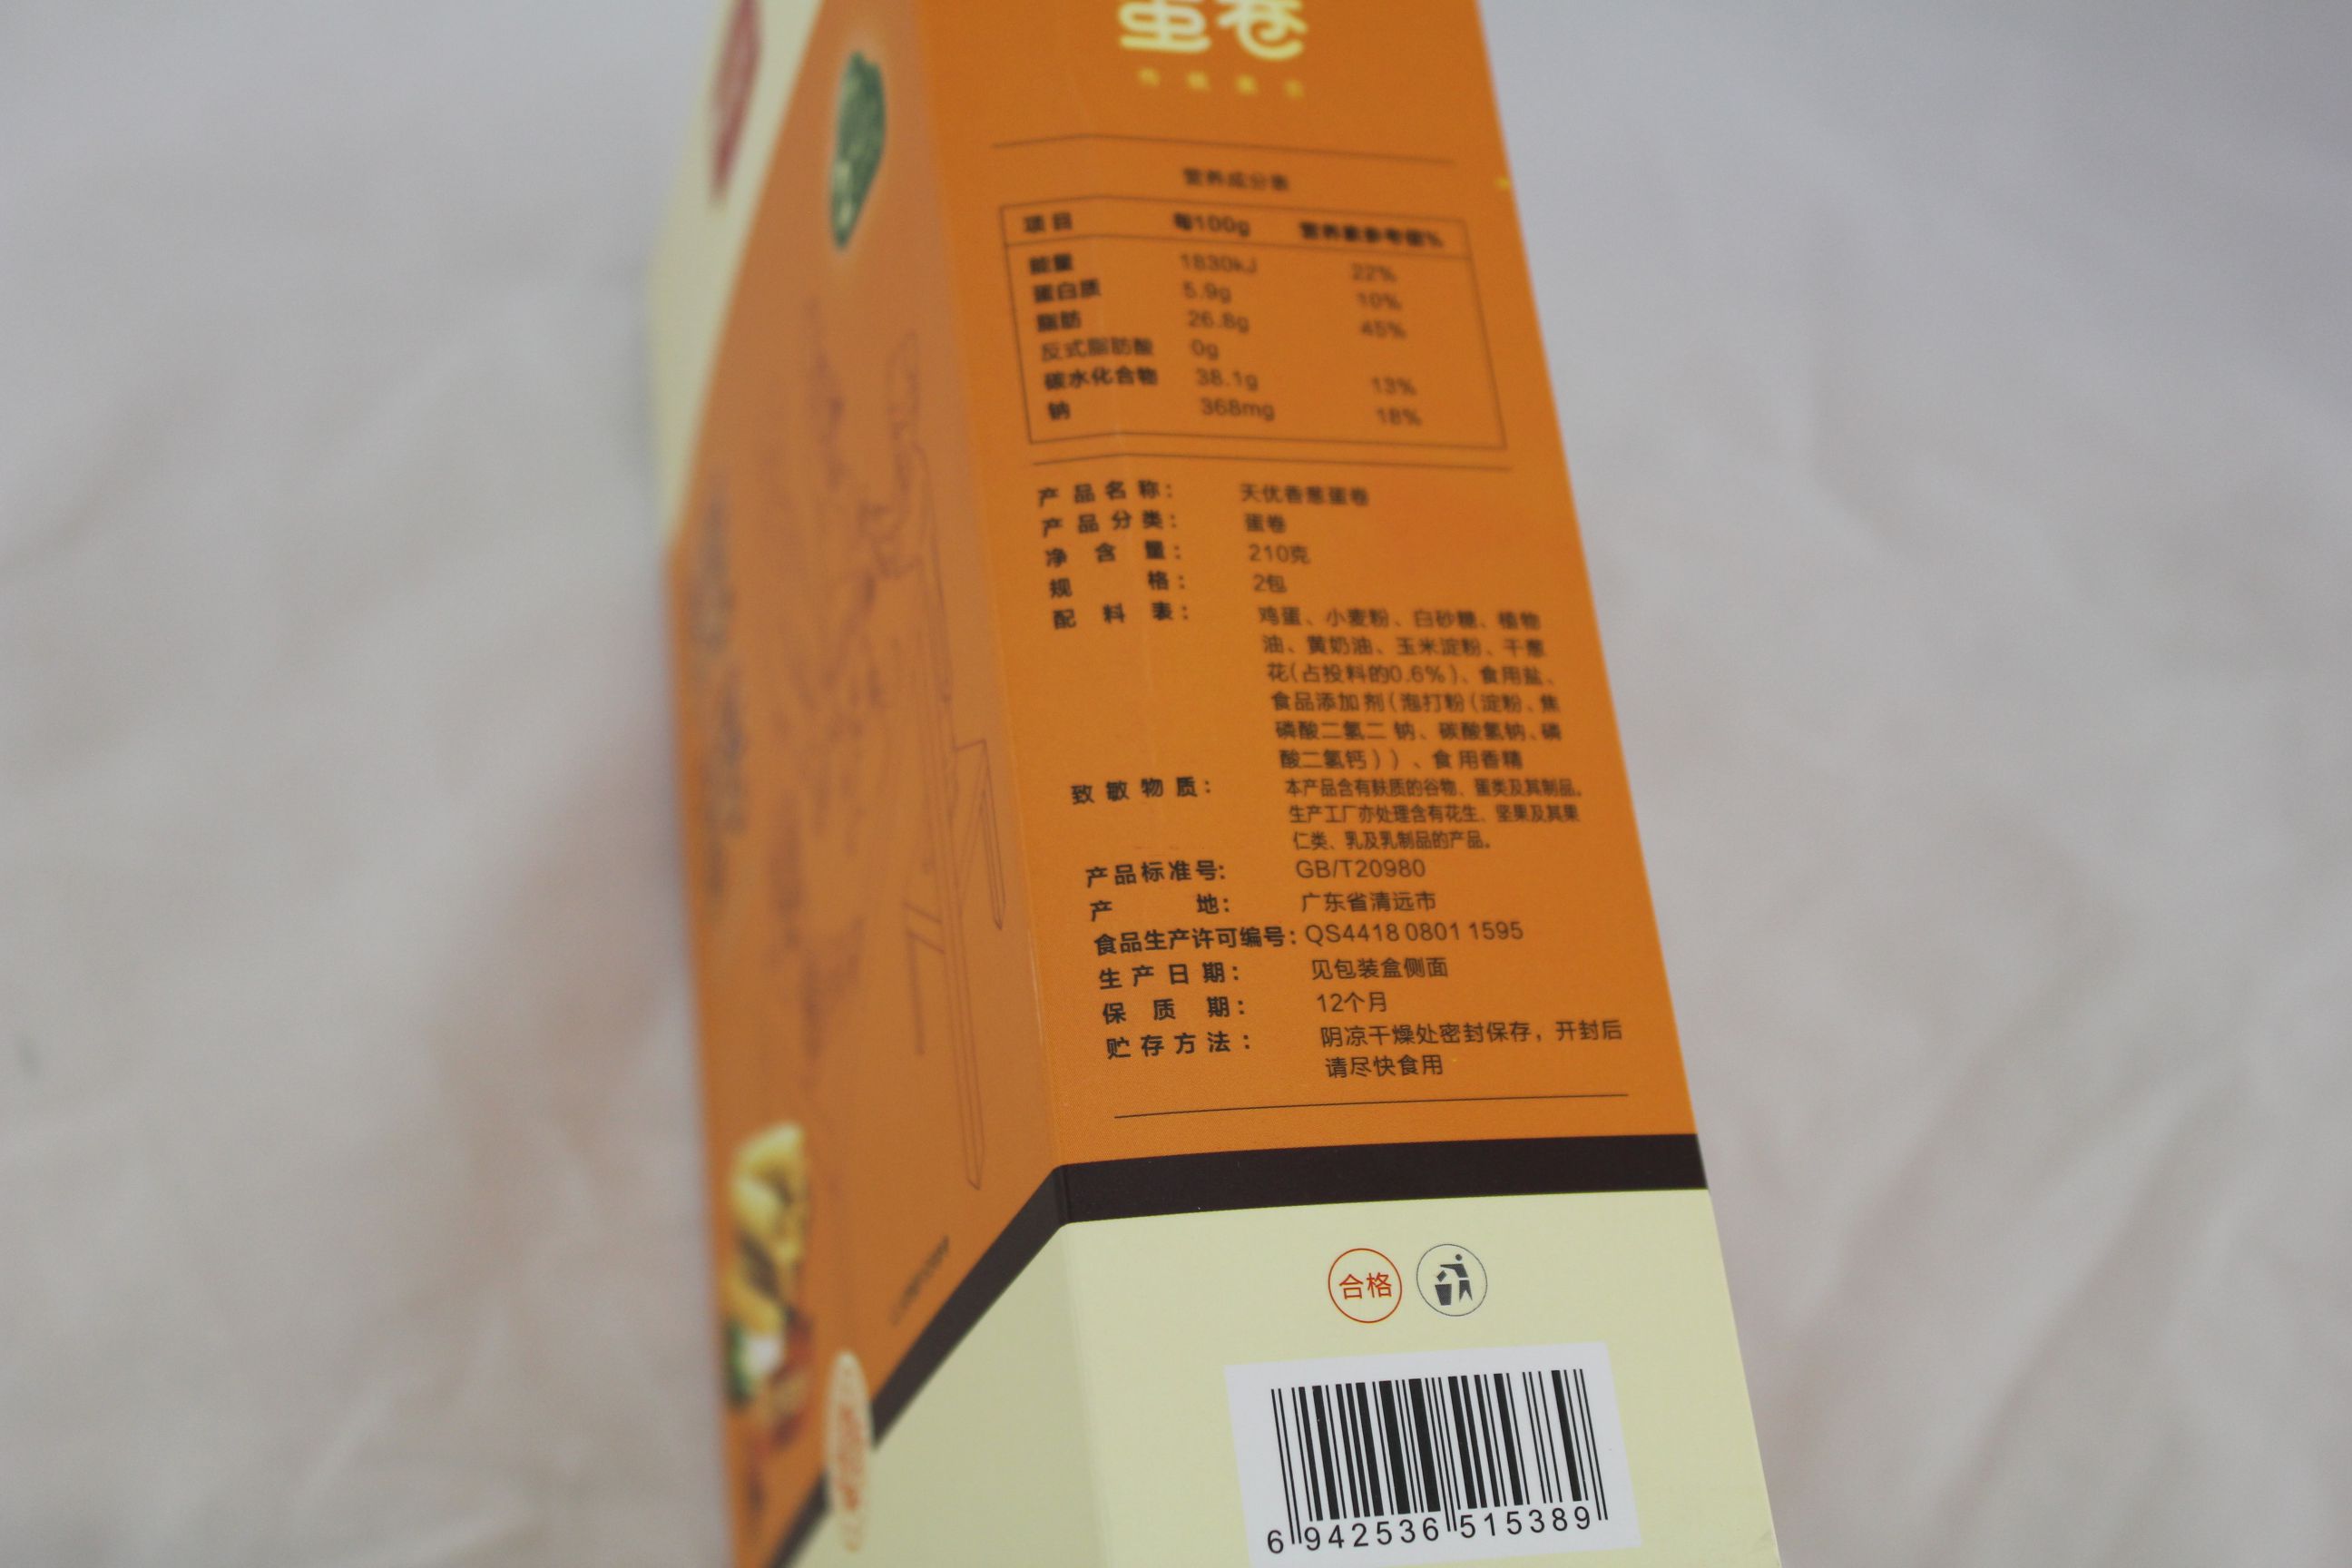 蛋卷
营养成分表
项目 每100g 营养素参考值%
能量 1830kJ 22%
蛋白质 5.9g 10%
脂肪 26.8g 45%
反式脂肪酸 0g
碳水化合物 38.1g 13%
钠 368mg 18%
产品名称: 天优香葱蛋卷
产品分类: 蛋卷
净含量: 210克
规格: 2包
配料表: 鸡蛋、小麦粉、白砂糖、植物
油、黄奶油、玉米淀粉、干葱
花(占投料的0.6%)、食用盐、
食品添加剂(泡打粉(淀粉、焦
磷酸二氢二 钠、碳酸氢钠、磷
酸二氢钙))、食用香精
致敏物质: 本产品含有麸质的谷物、蛋类及其制品。
生产工厂亦处理含有花生、坚果及其果
仁类、乳及乳制品的产品。
产品标准号: GB/T20980
产地: 广东省清远市
食品生产许可编号: QS4418 0801 1595
生产日期: 见包装盒侧面
保质期: 12个月
贮存方法: 阴凉干燥处密封保存，开封后
请尽快食用
合格
6 942536 515389